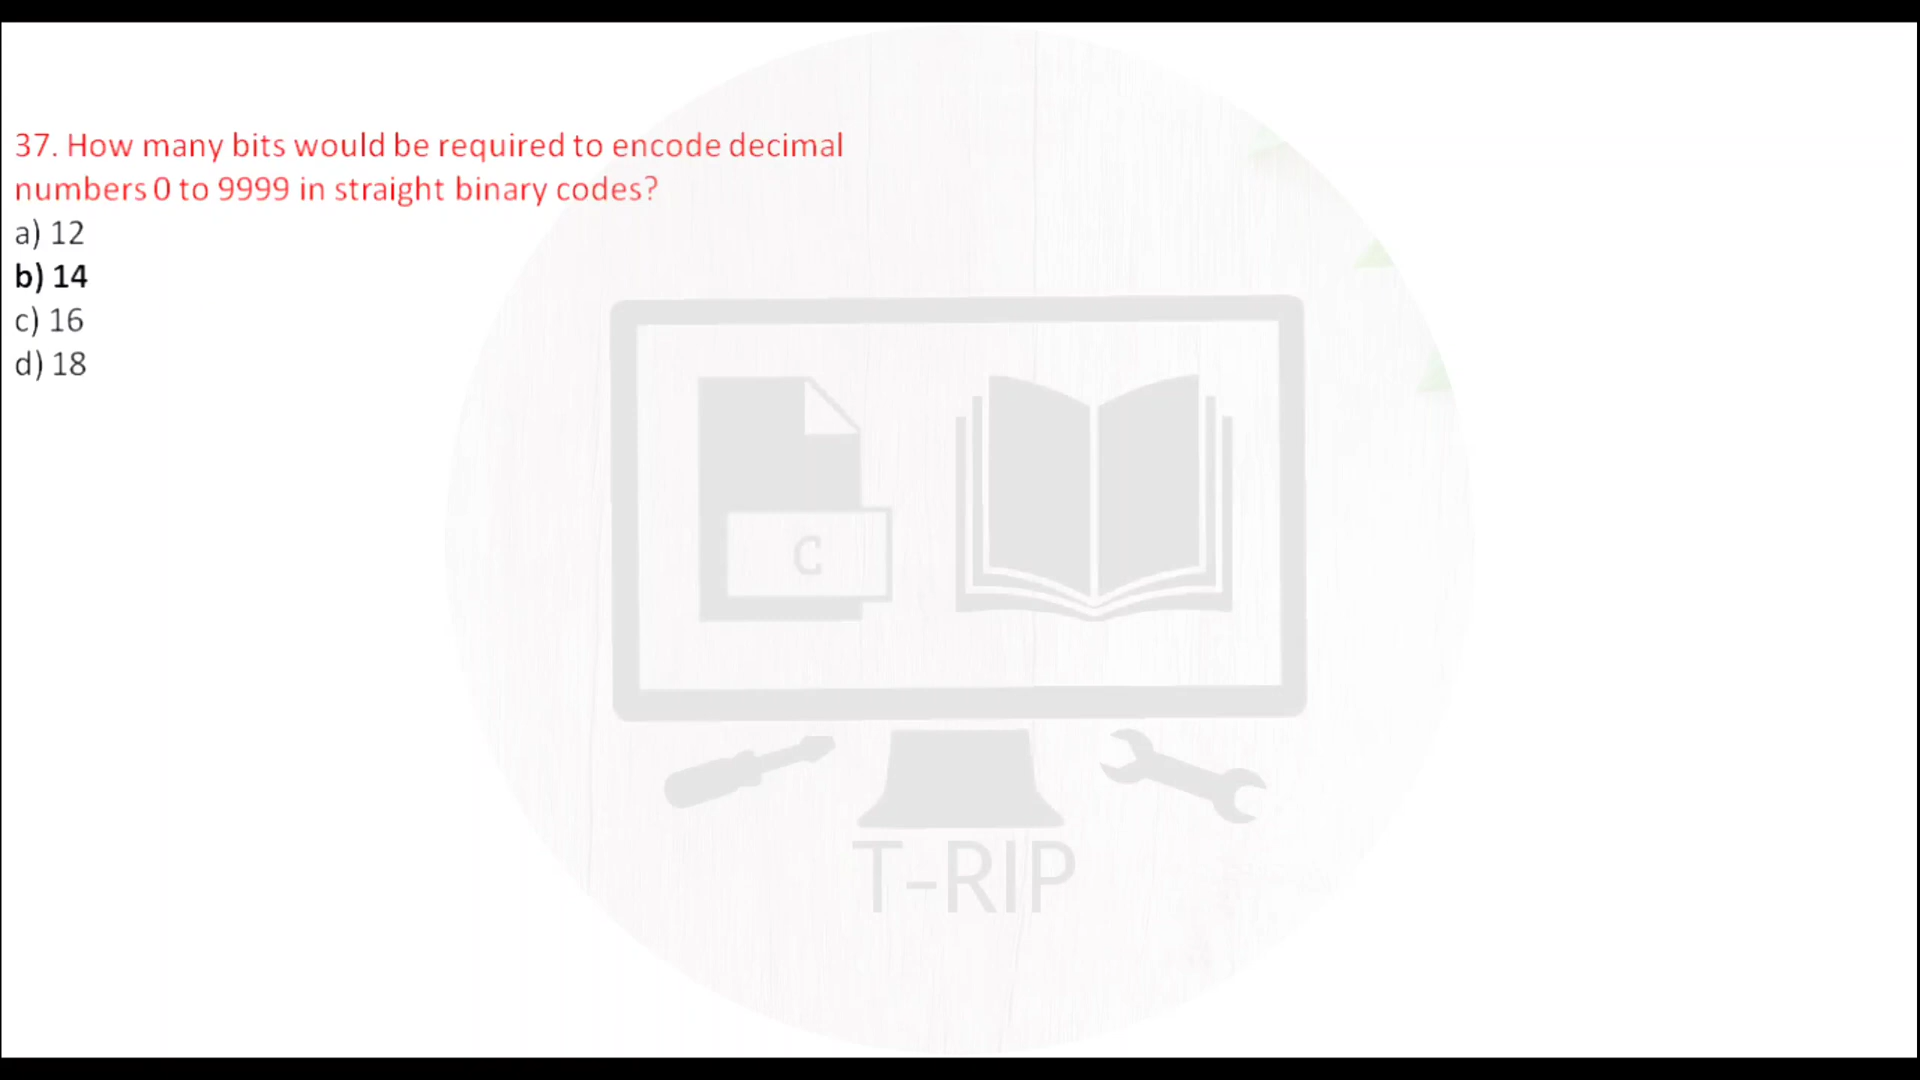 37. How many bits would be required to encode decimal
numbers 0 to 9999 in straight binary codes?
a) 12
b) 14
c) 16
d) 18
C
T-RIP